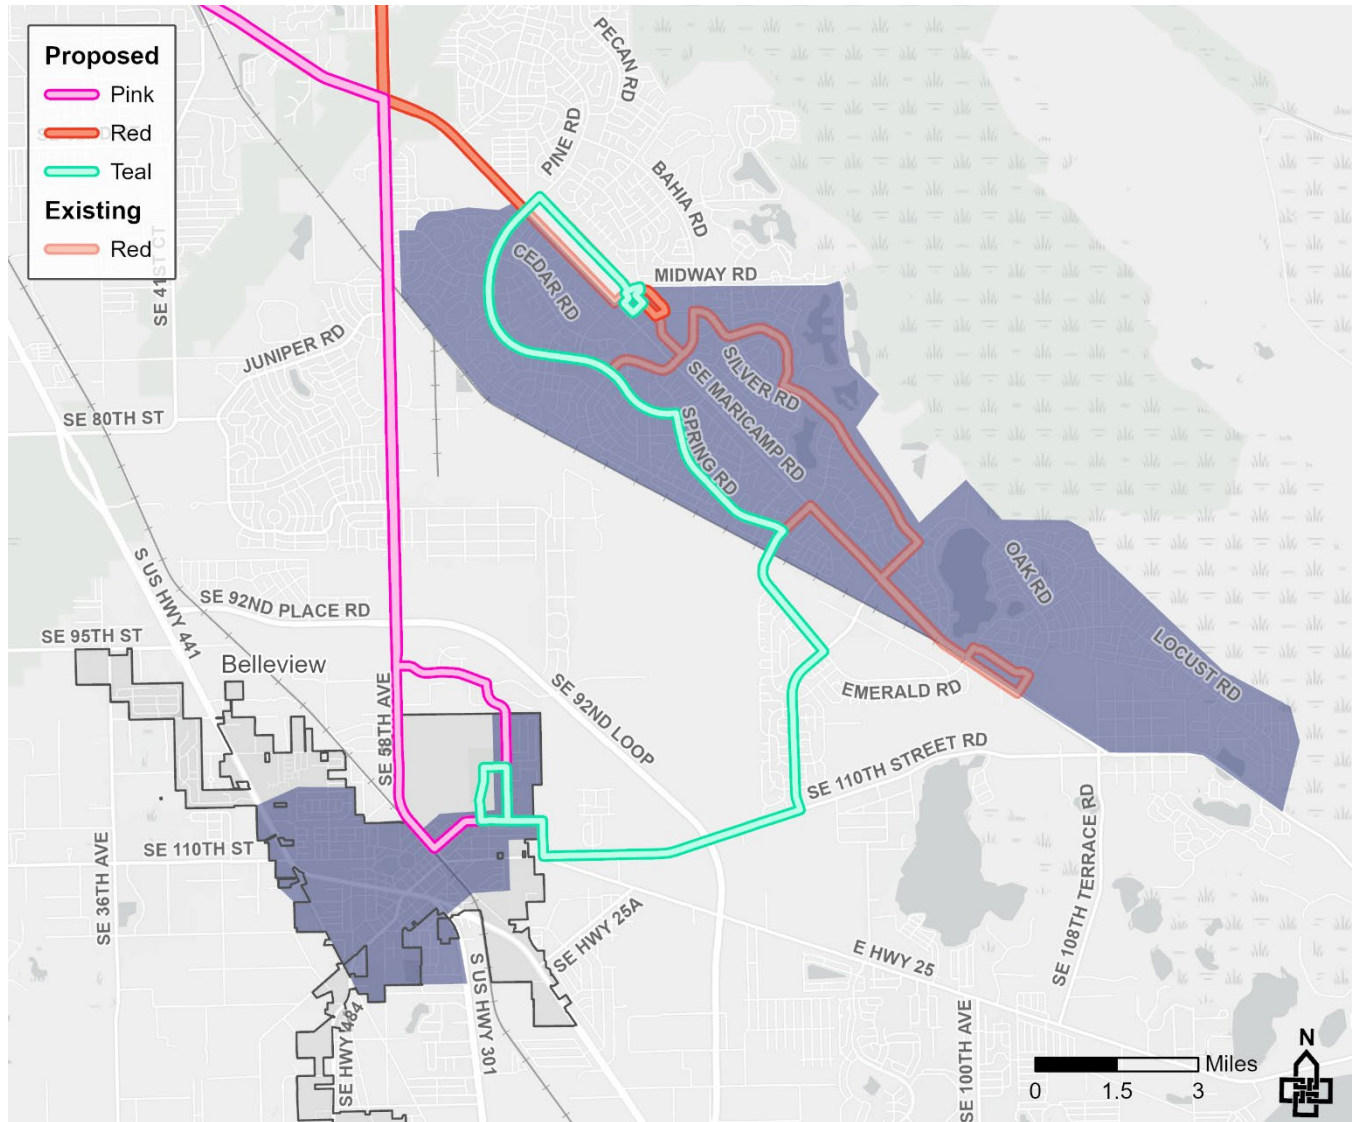 Proposed
Pink
Red
Teal
Existing
Red
PECAN RD
PINE RD
BAHIA RD
MIDWAY RD
CEDAR RD
SE 41ST CT
JUNIPER RD
SILVER RD
SE MARICAMP RD
SE 80TH ST
SPRING RD
S US HWY 441
OAK RD
SE 92ND PLACE RD
SE 95TH ST
Belleview
LOCUST RD
EMERALD RD
SE 92ND LOOP
SE 58TH AVE
SE 110TH STREET RD
SE 110TH ST
SE 36TH AVE
SE 108TH TERRACE RD
SE HWY 25A
E HWY 25
S US HWY 301
SE HWY 484
SE 100TH AVE
N
Miles
0 1.5 3